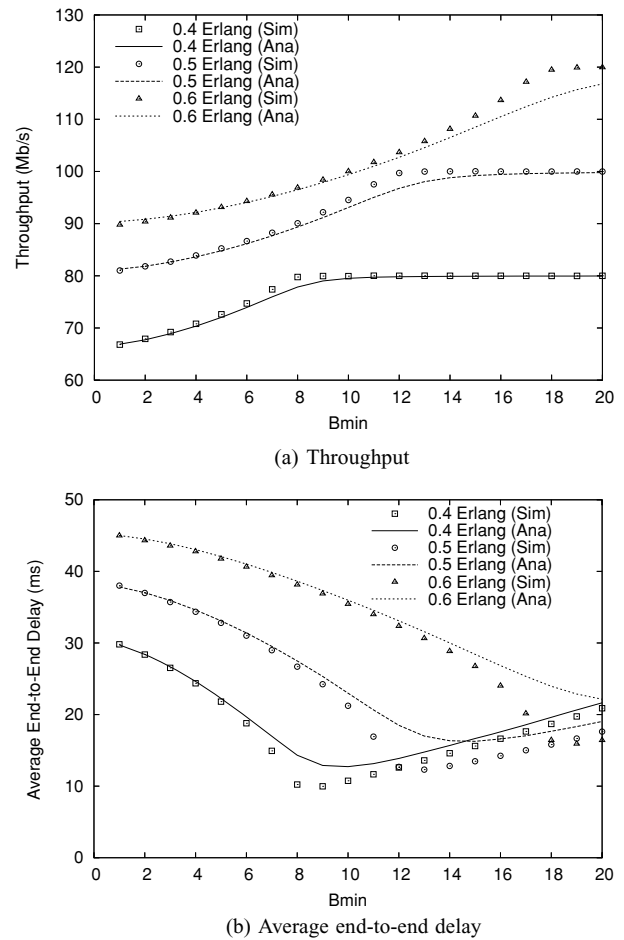 130
120
110
100
90
80
70
60
Throughput (Mb/s)
0.4 Erlang (Sim)
0.4 Erlang (Ana)
0.5 Erlang (Sim)
0.5 Erlang (Ana)
0.6 Erlang (Sim)
0.6 Erlang (Ana)
0 2 4 6 8 10 12 14 16 18 20
Bmin
(a) Throughput
50
40
30
20
10
0
Average End-to-End Delay (ms)
0.4 Erlang (Sim)
0.4 Erlang (Ana)
0.5 Erlang (Sim)
0.5 Erlang (Ana)
0.6 Erlang (Sim)
0.6 Erlang (Ana)
0 2 4 6 8 10 12 14 16 18 20
Bmin
(b) Average end-to-end delay